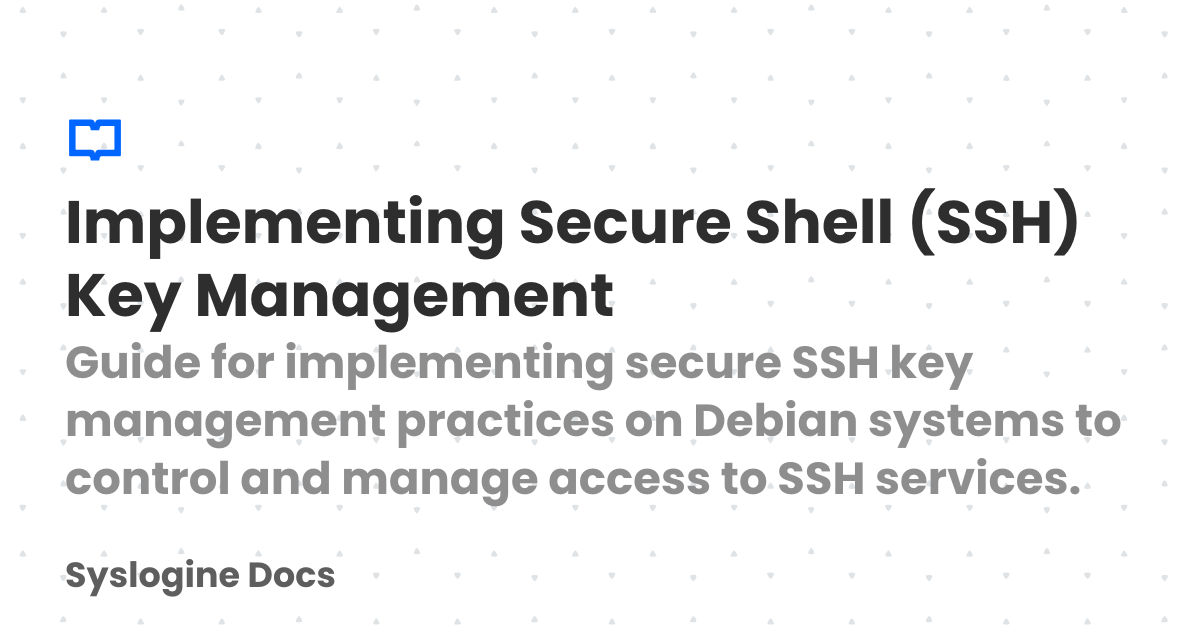 Implementing Secure Shell (SSH)
Key Management
Guide for implementing secure SSH key
management practices on Debian systems to
control and manage access to SSH services.
Syslogine Docs